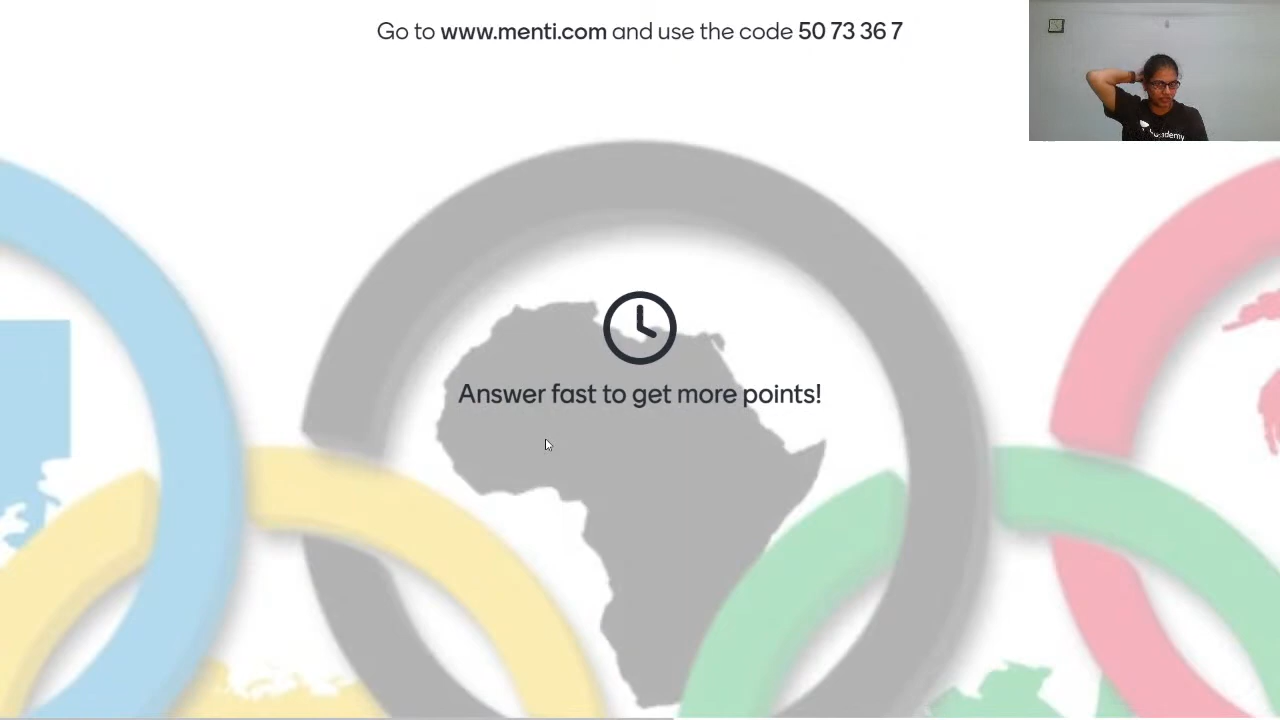 Go to www.menti.com and use the code 50 73 36 7
Answer fast to get more points!